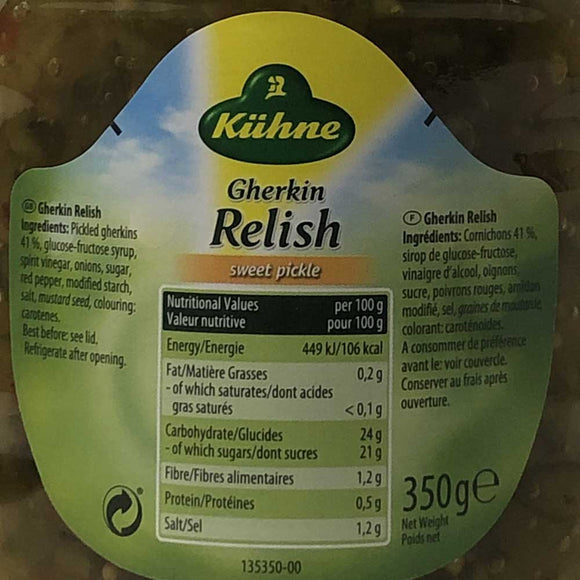 Kühne
Gherkin
Relish
sweet pickle
GB Gherkin Relish
Ingredients: Pickled gherkins
41 %, glucose-fructose syrup,
spirit vinegar, onions, sugar,
red pepper, modified starch,
salt, mustard seed, colouring:
carotenes.
Best before: see lid.
Refrigerate after opening.
Nutritional Values per 100 g
Valeur nutritive pour 100 g
Energy/Energie 449 kJ/106 kcal
Fat/Matière Grasses 0,2 g
- of which saturates/dont acides
gras saturés < 0,1 g
Carbohydrate/Glucides 24 g
- of which sugars/dont sucres 21 g
Fibre/Fibres alimentaires 1,2 g
Protein/Protéines 0,5 g
Salt/Sel 1,2 g
135350-00
F Gherkin Relish
Ingrédients: Cornichons 41 %,
sirop de glucose-fructose,
vinaigre d'alcool, oignons,
sucre, poivrons rouges, amidon
modifié, sel, graines de moutarde,
colorant: caroténoïdes.
A consommer de préférence
avant le: voir couvercle.
Conserver au frais après
ouverture.
350 g e
Net Weight
Poids net